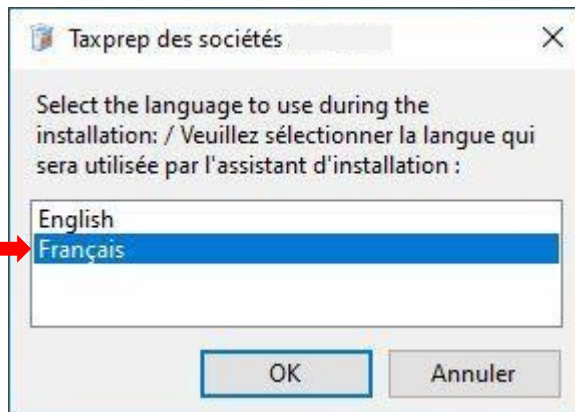 Taxprep des sociétés
Select the language to use during the
installation: / Veuillez sélectionner la langue qui
sera utilisée par l'assistant d'installation :
English
Français
OK
Annuler